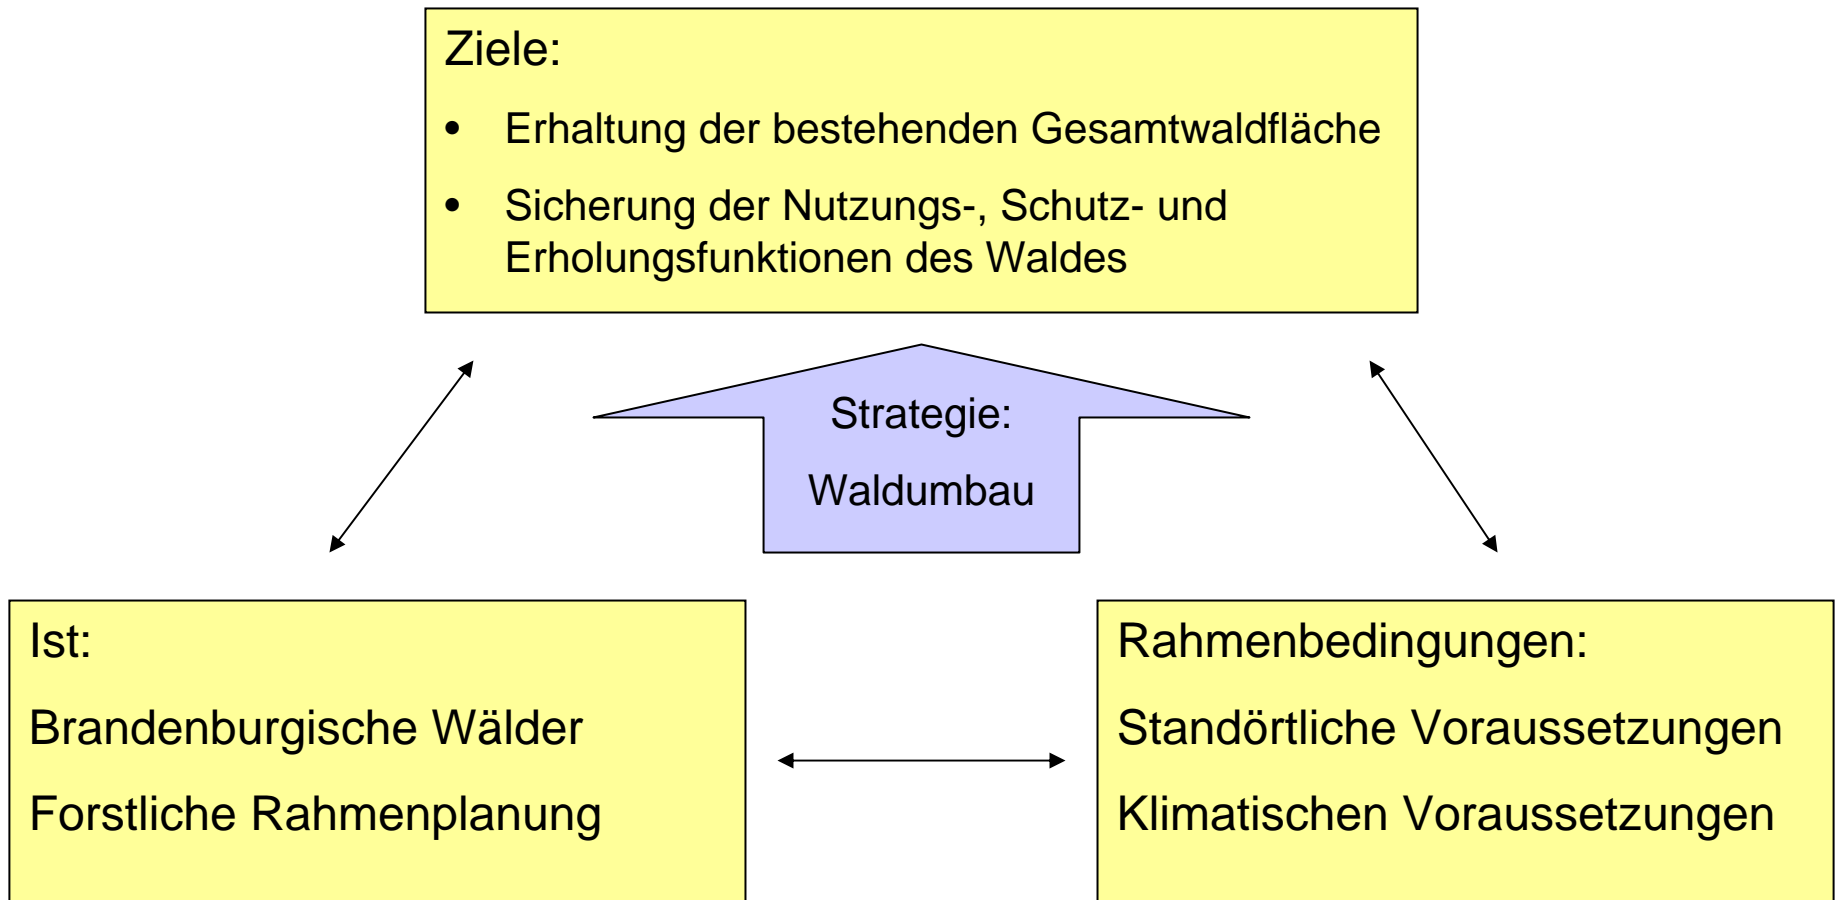 Ziele:
• Erhaltung der bestehenden Gesamtwaldfläche
• Sicherung der Nutzungs-, Schutz- und
Erholungsfunktionen des Waldes
Strategie:
Waldumbau
Ist:
Brandenburgische Wälder
Forstliche Rahmenplanung
Rahmenbedingungen:
Standörtliche Voraussetzungen
Klimatischen Voraussetzungen